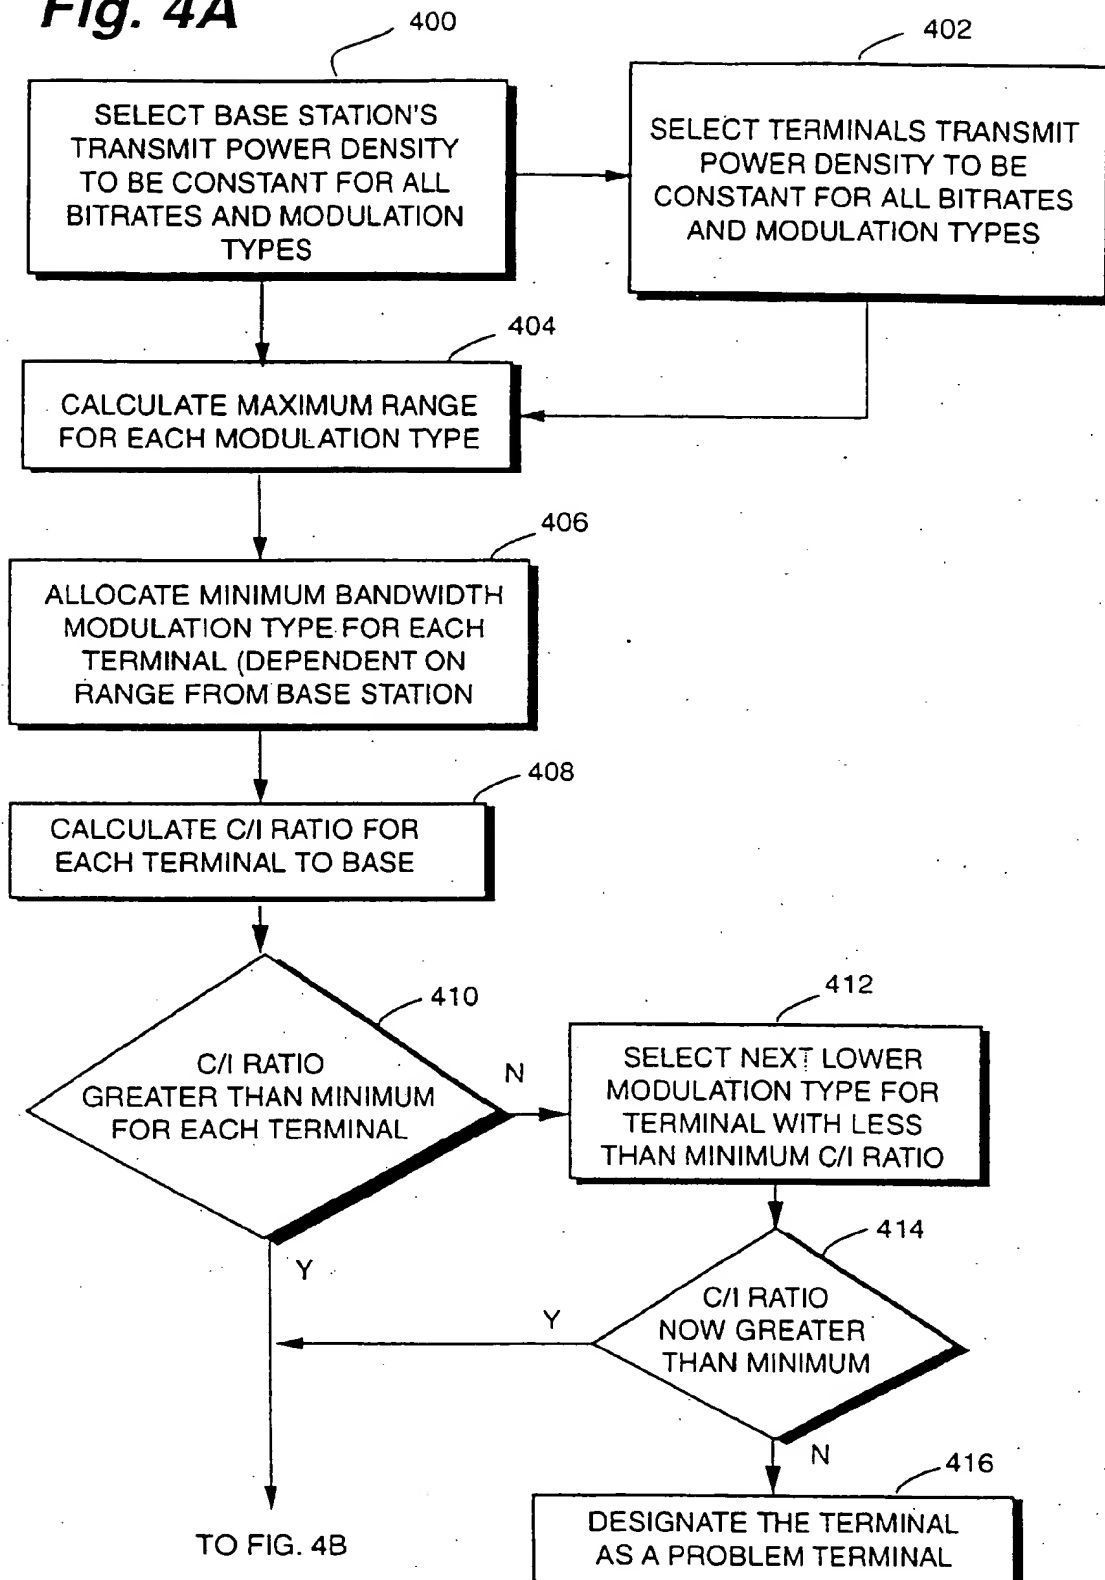 Fig. 4A
400
SELECT BASE STATION'S
TRANSMIT POWER DENSITY
TO BE CONSTANT FOR ALL
BITRATES AND MODULATION
TYPES
402
SELECT TERMINALS TRANSMIT
POWER DENSITY TO BE
CONSTANT FOR ALL BITRATES
AND MODULATION TYPES
404
CALCULATE MAXIMUM RANGE
FOR EACH MODULATION TYPE
406
ALLOCATE MINIMUM BANDWIDTH
MODULATION TYPE FOR EACH
TERMINAL (DEPENDENT ON
RANGE FROM BASE STATION
408
CALCULATE C/I RATIO FOR
EACH TERMINAL TO BASE
410
C/I RATIO
GREATER THAN MINIMUM
FOR EACH TERMINAL
N
Y
412
SELECT NEXT LOWER
MODULATION TYPE FOR
TERMINAL WITH LESS
THAN MINIMUM C/I RATIO
414
C/I RATIO
NOW GREATER
THAN MINIMUM
Y
N
416
DESIGNATE THE TERMINAL
AS A PROBLEM TERMINAL
TO FIG. 4B